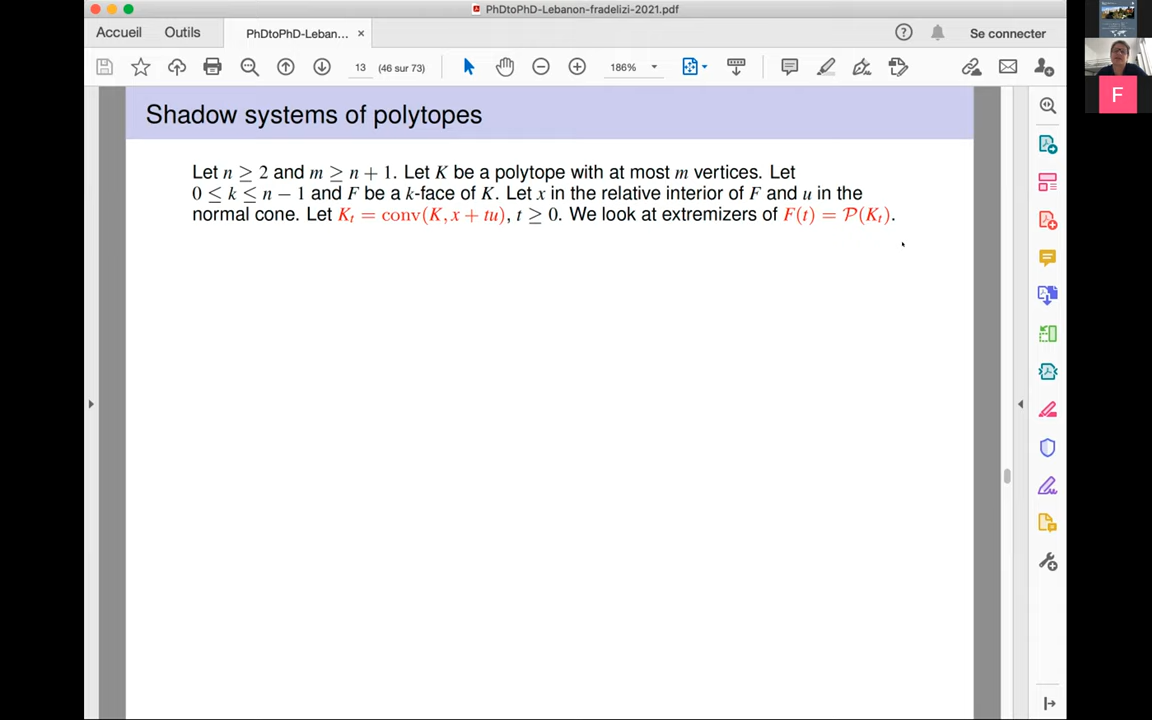 PhDtoPhD-Lebanon-fradelizi-2021.pdf
Accueil Outils PhDtoPhD-Leban... ×
Se connecter
13 (46 sur 73) 186%
F
Shadow systems of polytopes
Let n ≥ 2 and m ≥ n + 1. Let K be a polytope with at most m vertices. Let
0 ≤ k ≤ n − 1 and F be a k-face of K. Let x in the relative interior of F and u in the
normal cone. Let K_t = conv(K, x + tu), t ≥ 0. We look at extremizers of F(t) = 𝒫(K_t).